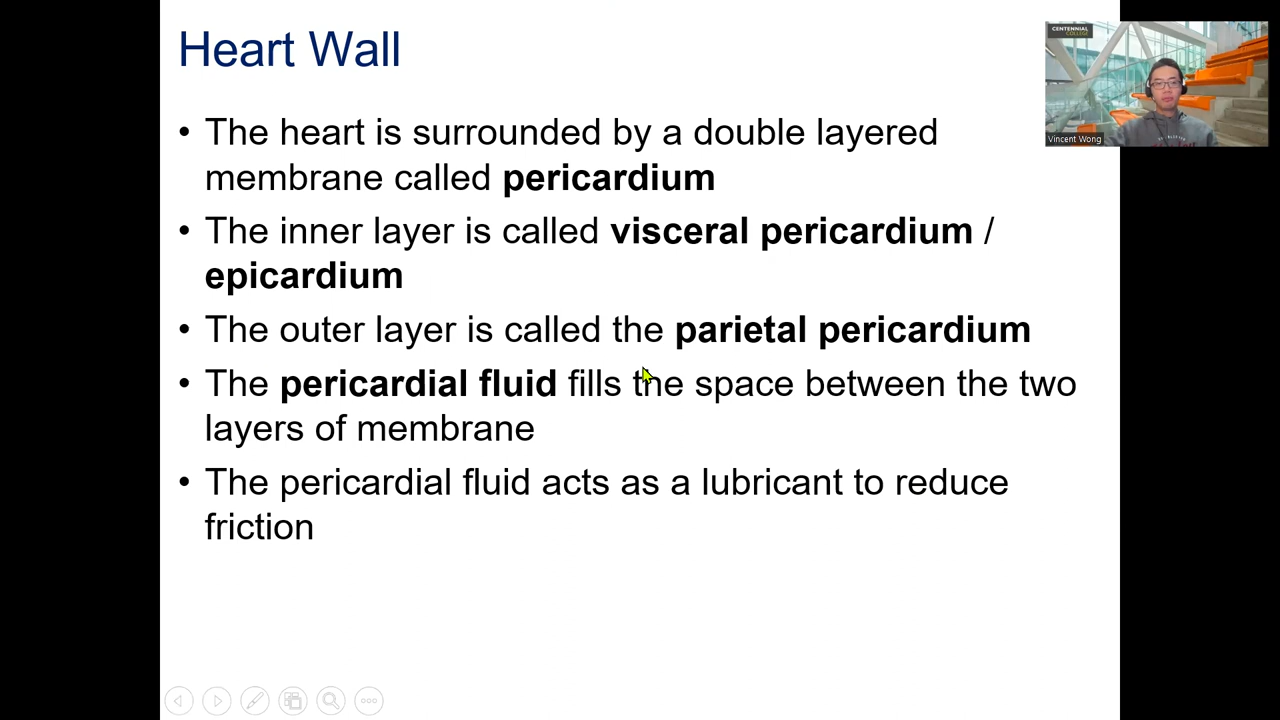 Heart Wall
• The heart is surrounded by a double layered
membrane called pericardium
• The inner layer is called visceral pericardium /
epicardium
• The outer layer is called the parietal pericardium
• The pericardial fluid fills the space between the two
layers of membrane
• The pericardial fluid acts as a lubricant to reduce
friction
CENTENNIAL
COLLEGE
Vincent Wong